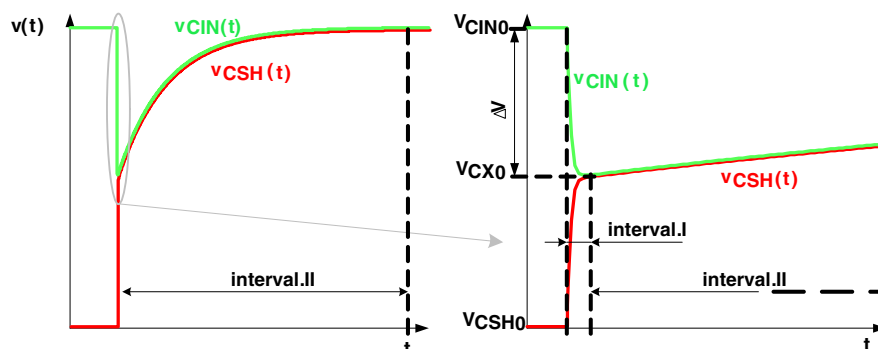 v(t)
vCIN(t)
vCSH(t)
interval.II
t
VCIN0
vCIN(t)
ΔV
VCX0
vCSH(t)
interval.I
interval.II
VCSH0
t